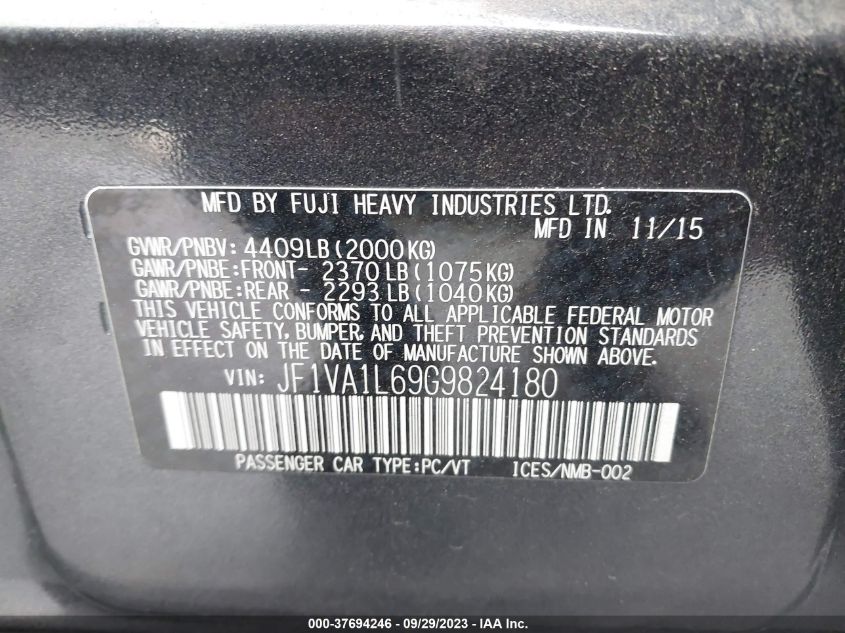 MFD BY FUJI HEAVY INDUSTRIES LTD.
MFD IN 11/15
GVWR/PNBV: 4409LB(2000KG)
GAWR/PNBE:FRONT- 2370LB(1075KG)
GAWR/PNBE:REAR - 2293LB(1040KG)
THIS VEHICLE CONFORMS TO ALL APPLICABLE FEDERAL MOTOR
VEHICLE SAFETY, BUMPER, AND THEFT PREVENTION STANDARDS
IN EFFECT ON THE DATE OF MANUFACTURE SHOWN ABOVE.
VIN: JF1VA1L69G9824180
PASSENGER CAR TYPE:PC/VT ICES/NMB-002
000-37694246 - 09/29/2023 - IAA Inc.